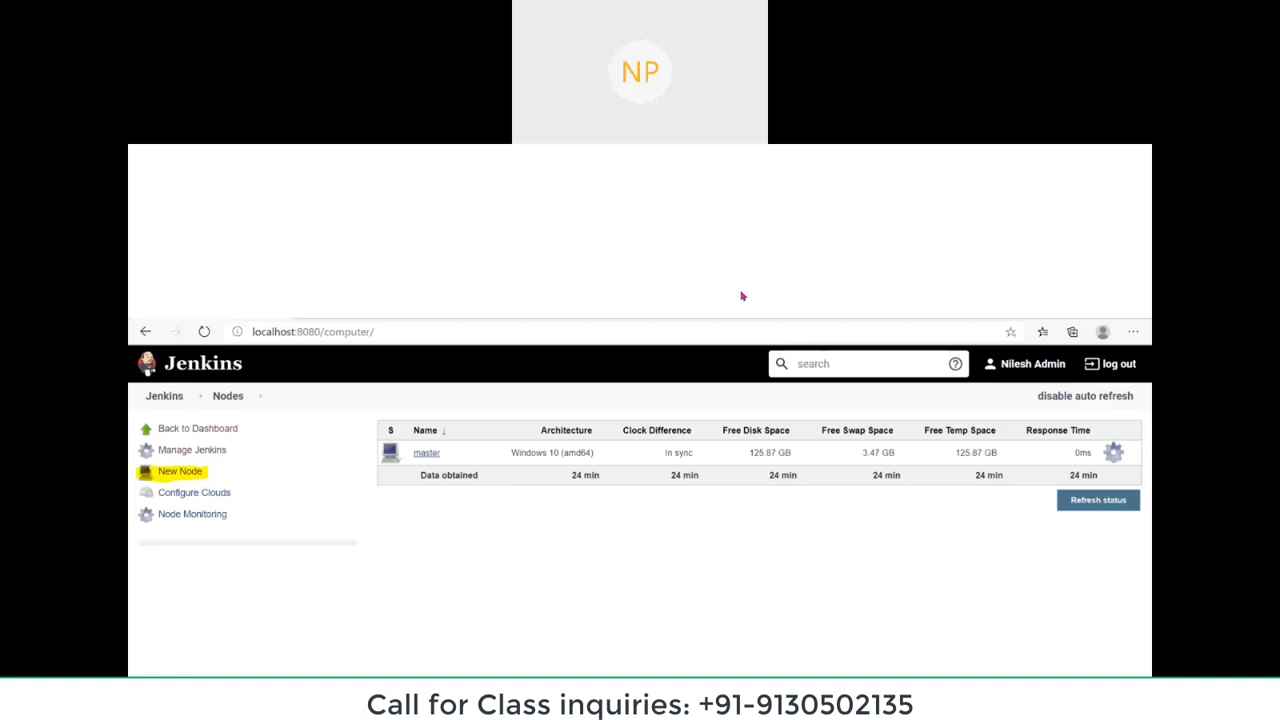 NP
localhost:8080/computer/
Jenkins
search
Nilesh Admin
log out
Jenkins
Nodes
disable auto refresh
Back to Dashboard
Manage Jenkins
New Node
Configure Clouds
Node Monitoring
S Name ↓ Architecture Clock Difference Free Disk Space Free Swap Space Free Temp Space Response Time
master Windows 10 (amd64) In sync 125.87 GB 3.47 GB 125.87 GB 0ms
Data obtained 24 min 24 min 24 min 24 min 24 min 24 min
Refresh status
Call for Class inquiries: +91-9130502135